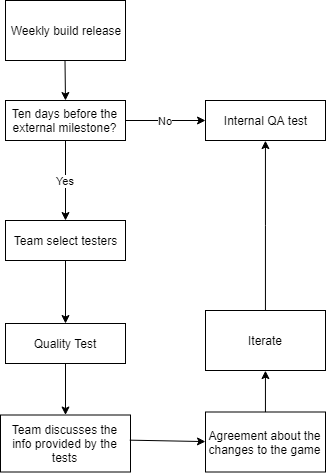 Weekly build release
Ten days before the
external milestone?
No
Internal QA test
Yes
Team select testers
Quality Test
Iterate
Team discusses the
info provided by the
tests
Agreement about the
changes to the game